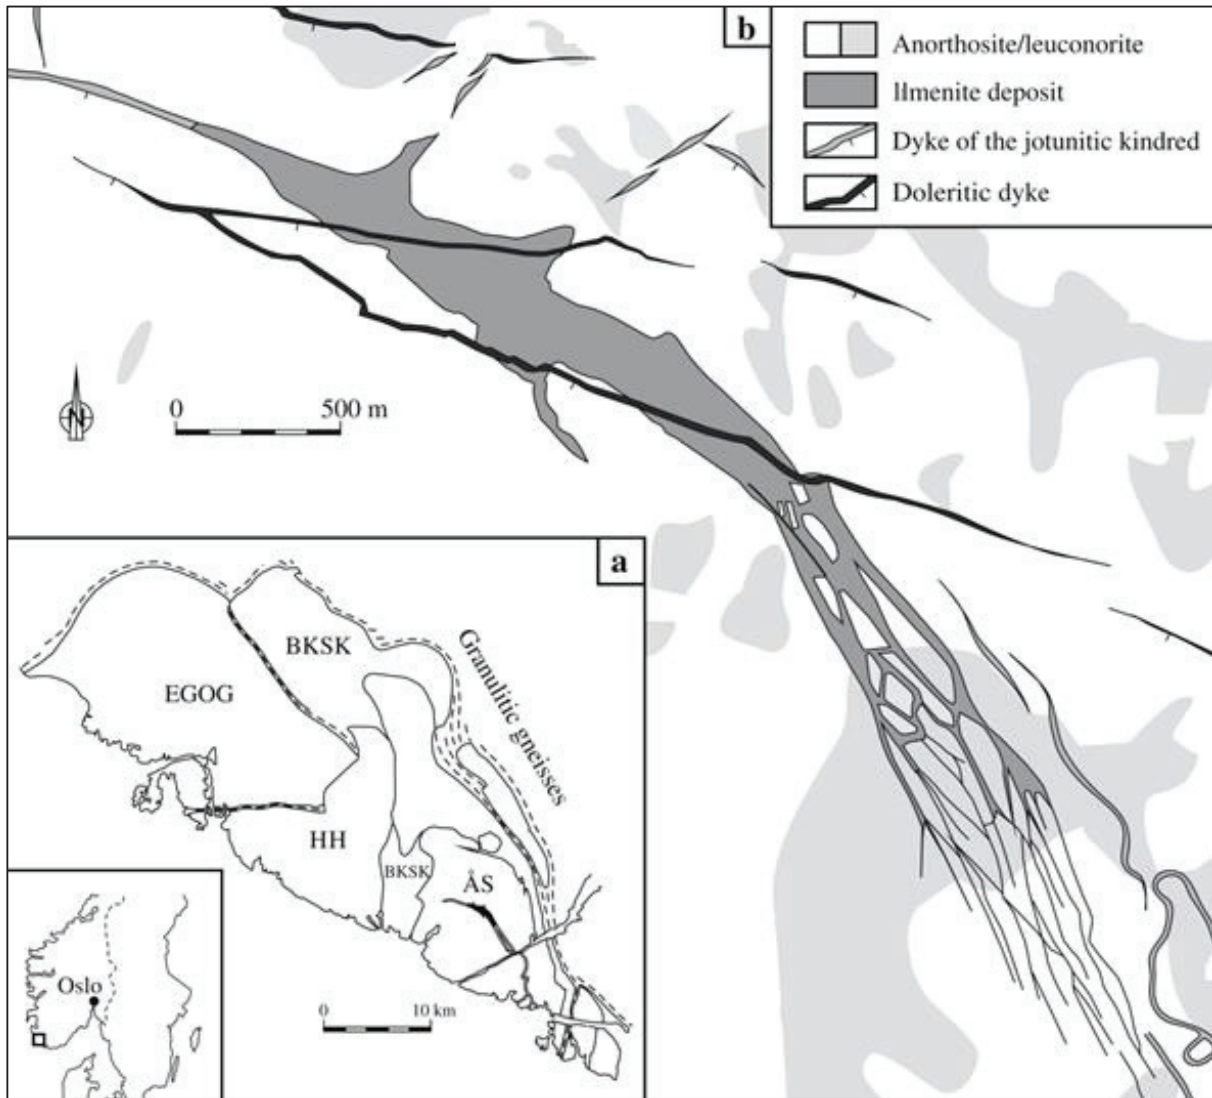 b
Anorthosite/leuconorite
Ilmenite deposit
Dyke of the jotunitic kindred
Doleritic dyke
N
0 500 m
a
BKSK
EGOG
Granulitic gneisses
HH
BKSK
ÅS
Oslo
0 10 km